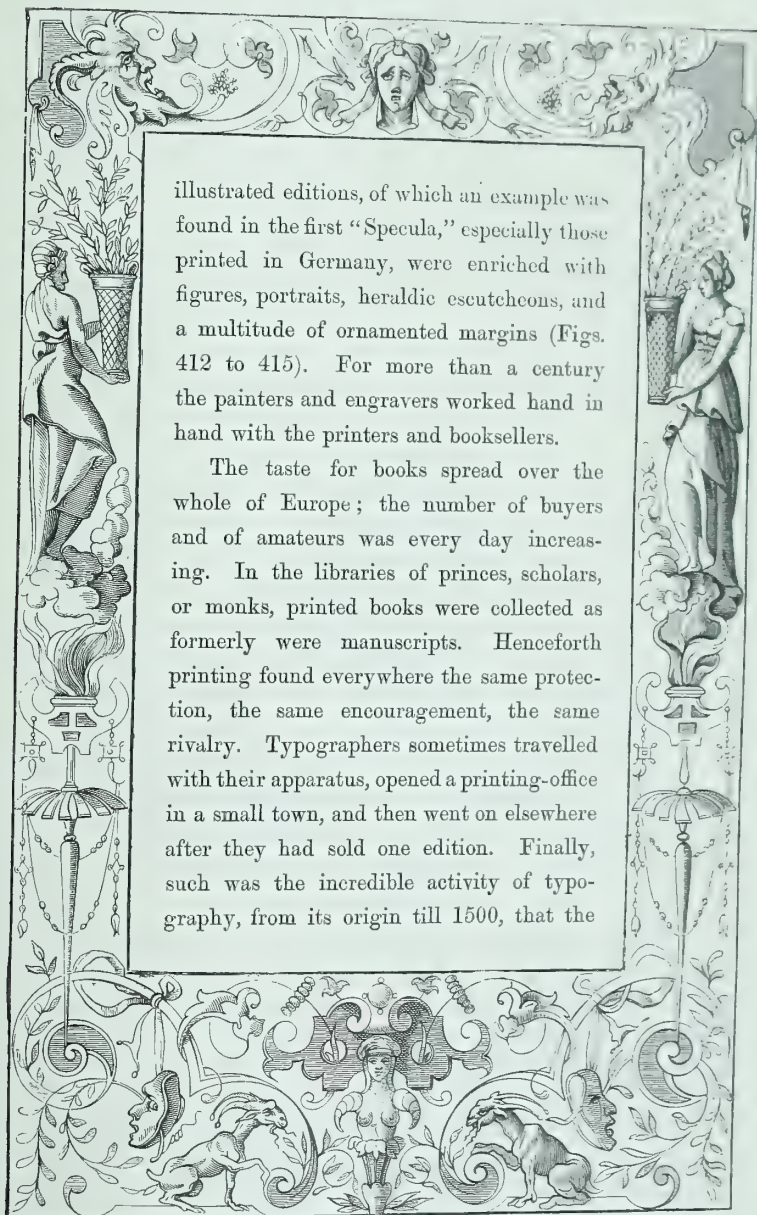 illustrated editions, of which an example was
found in the first “Specula,” especially those
printed in Germany, were enriched with
figures, portraits, heraldic escutcheons, and
a multitude of ornamented margins (Figs.
412 to 415). For more than a century
the painters and engravers worked hand in
hand with the printers and booksellers.
The taste for books spread over the
whole of Europe ; the number of buyers
and of amateurs was every day increas-
ing. In the libraries of princes, scholars,
or monks, printed books were collected as
formerly were manuscripts. Henceforth
printing found everywhere the same protec-
tion, the same encouragement, the same
rivalry. Typographers sometimes travelled
with their apparatus, opened a printing-office
in a small town, and then went on elsewhere
after they had sold one edition. Finally,
such was the incredible activity of typo-
graphy, from its origin till 1500, that the